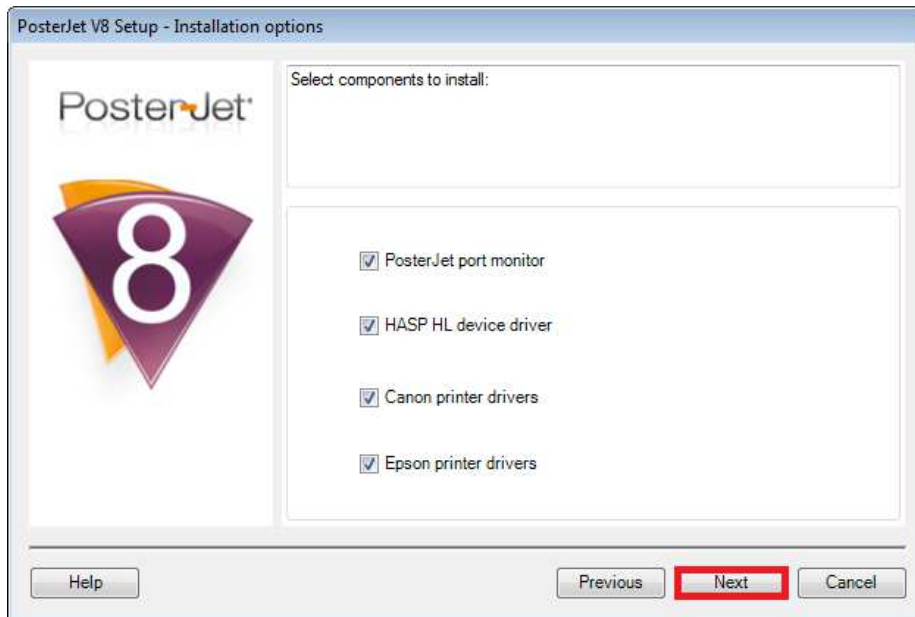 PosterJet V8 Setup - Installation options
PosterJet
8
Select components to install:
PosterJet port monitor
HASP HL device driver
Canon printer drivers
Epson printer drivers
Help
Previous
Next
Cancel